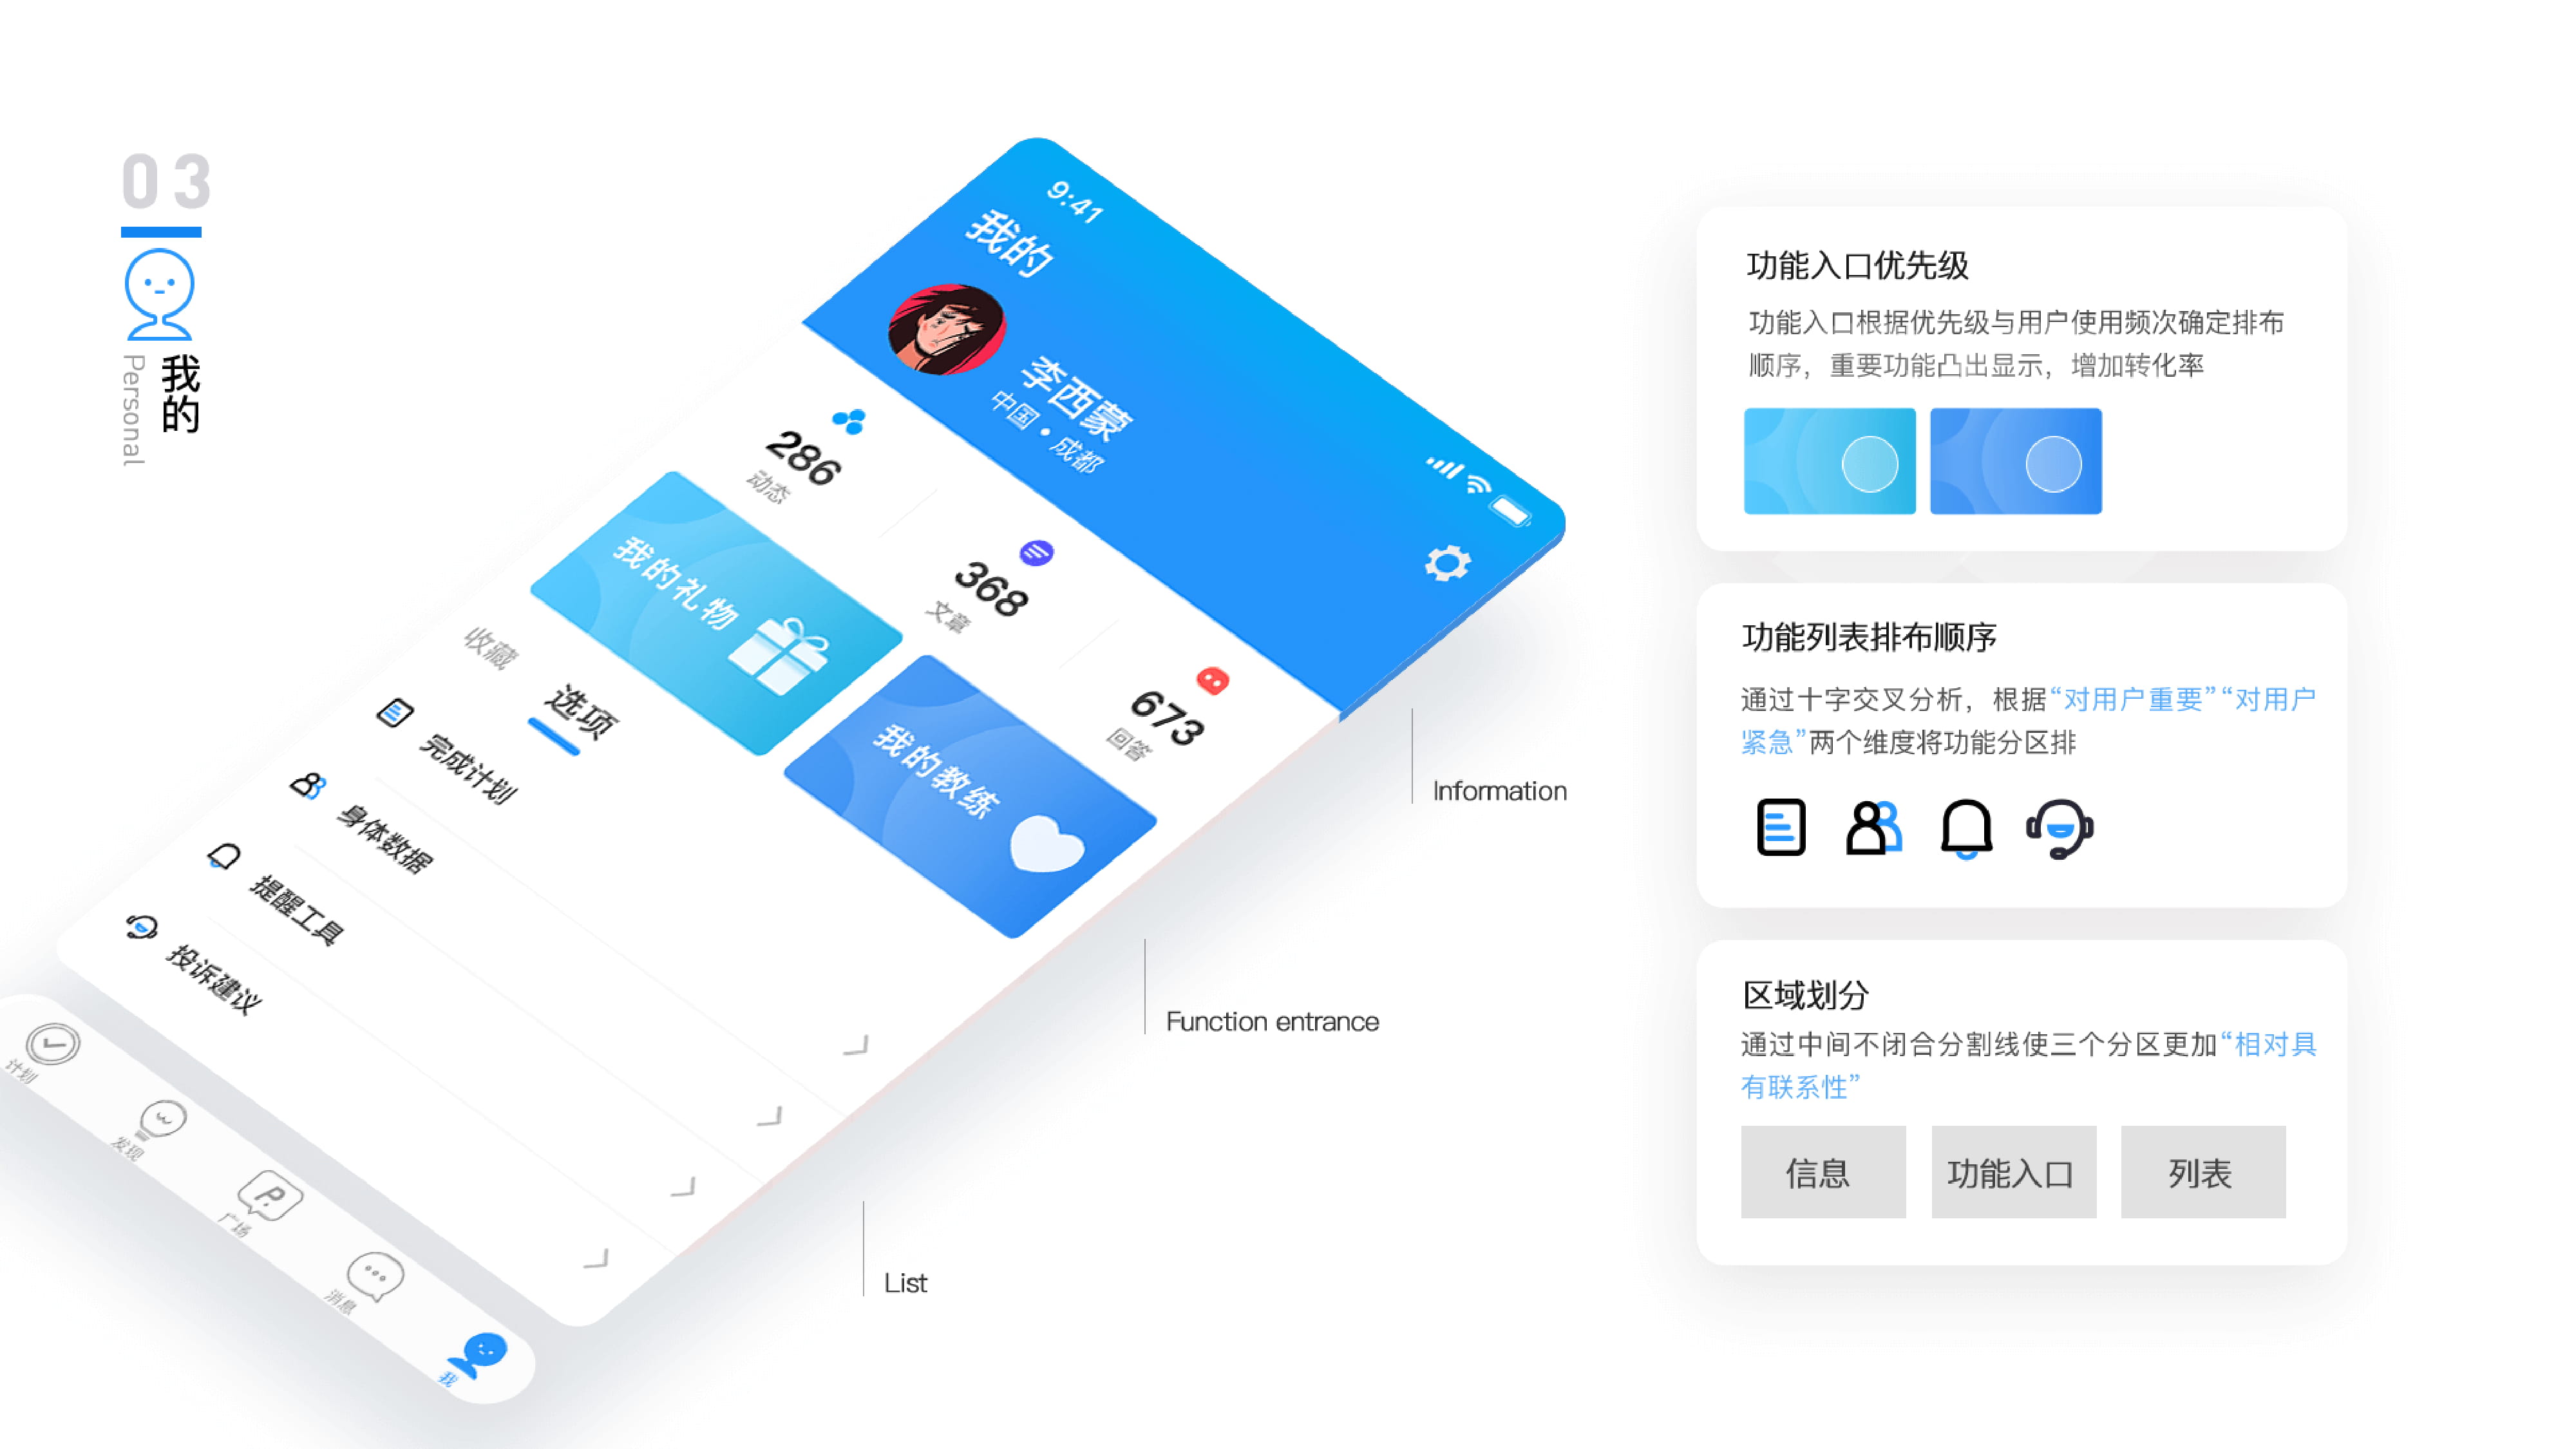 03
我的
Personal
9:41
我的
李西蒙
中国·成都
286
动态
368
文章
673
回答
我的礼物
我的教练
收藏
选项
完成计划
身体数据
提醒工具
投诉建议
计划
发现
P.
广场
消息
我
Information
Function entrance
List
功能入口优先级
功能入口根据优先级与用户使用频次确定排布
顺序，重要功能凸出显示，增加转化率
功能列表排布顺序
通过十字交叉分析，根据“对用户重要”“对用户
紧急”两个维度将功能分区排
区域划分
通过中间不闭合分割线使三个分区更加“相对具
有联系性”
信息
功能入口
列表